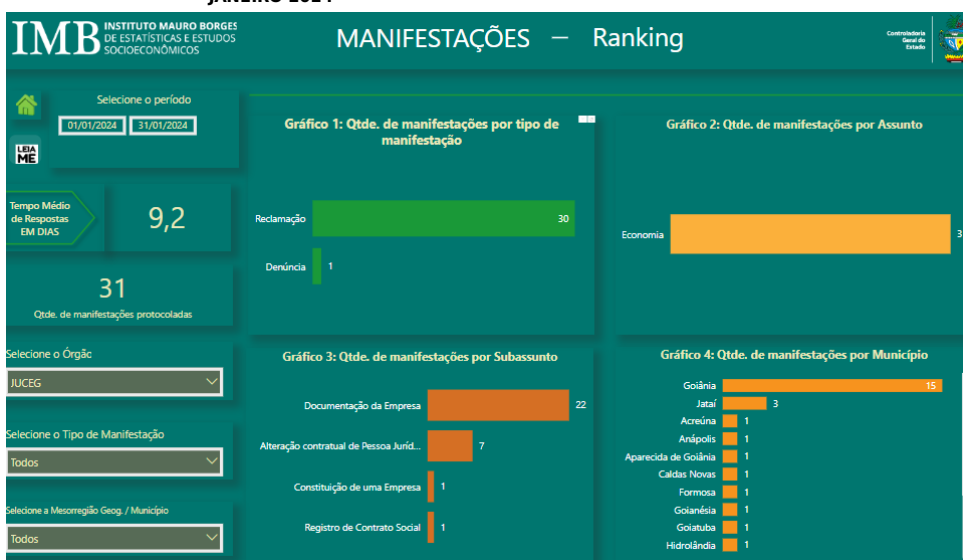 JANEIRO 2024
IMB
INSTITUTO MAURO BORGES
DE ESTATÍSTICAS E ESTUDOS
SOCIOECONÔMICOS
MANIFESTAÇÕES — Ranking
Controladoria
Geral do
Estado
Selecione o período
01/01/2024 31/01/2024
LEIA
MÊ
Tempo Médio
de Respostas
EM DIAS
9,2
31
Qtde. de manifestações protocoladas
Selecione o Órgão
JUCEG
Selecione o Tipo de Manifestação
Todos
Selecione a Mesorregião Geog. / Município
Todos
Gráfico 1: Qtde. de manifestações por tipo de
manifestação
Reclamação 30
Denúncia 1
Gráfico 2: Qtde. de manifestações por Assunto
Economia 3
Gráfico 3: Qtde. de manifestações por Subassunto
Documentação da Empresa 22
Alteração contratual de Pessoa Juríd... 7
Constituição de uma Empresa 1
Registro de Contrato Social 1
Gráfico 4: Qtde. de manifestações por Município
Goiânia 15
Jataí 3
Acreúna 1
Anápolis 1
Aparecida de Goiânia 1
Caldas Novas 1
Formosa 1
Goianésia 1
Goiatuba 1
Hidrolândia 1